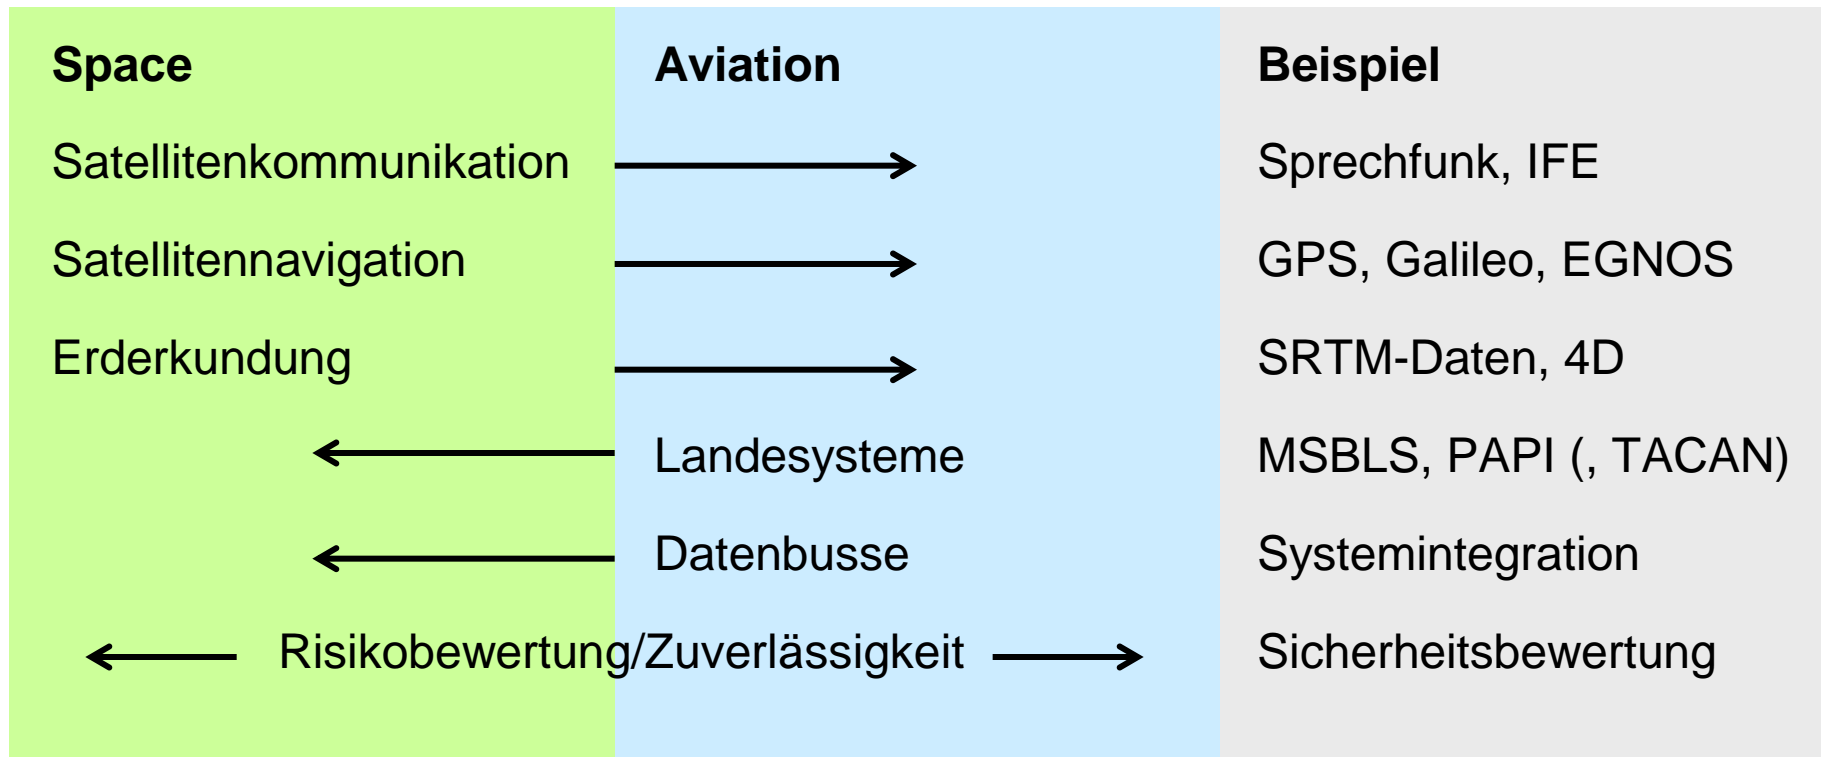 Space Aviation Beispiel
Satellitenkommunikation Sprechfunk, IFE
Satellitennavigation GPS, Galileo, EGNOS
Erderkundung SRTM-Daten, 4D
Landesysteme MSBLS, PAPI (, TACAN)
Datenbusse Systemintegration
Risikobewertung/Zuverlässigkeit Sicherheitsbewertung